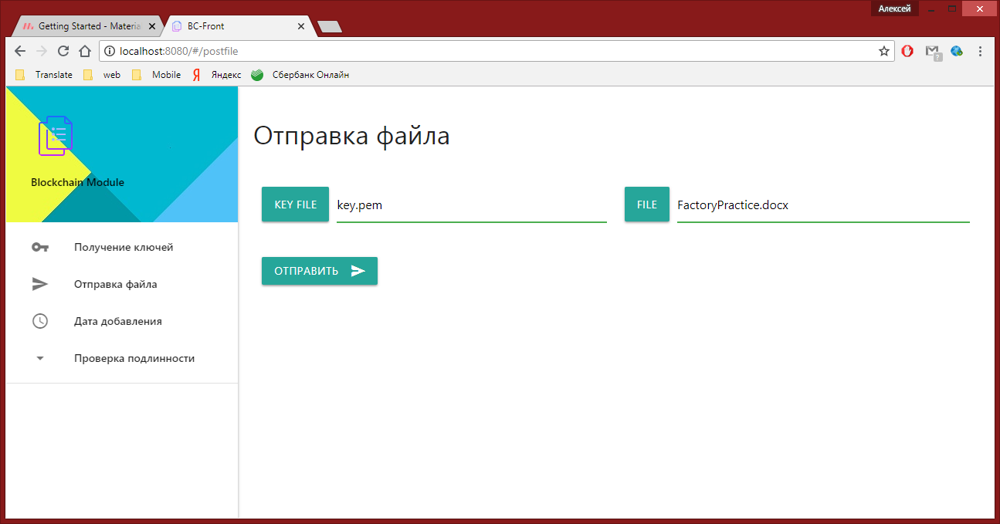 Алексей
Getting Started - Materia
BC-Front
localhost:8080/#/postfile
Translate
web
Mobile
Яндекс
Сбербанк Онлайн
Blockchain Module
Получение ключей
Отправка файла
Дата добавления
Проверка подлинности
Отправка файла
KEY FILE key.pem
FILE FactoryPractice.docx
ОТПРАВИТЬ